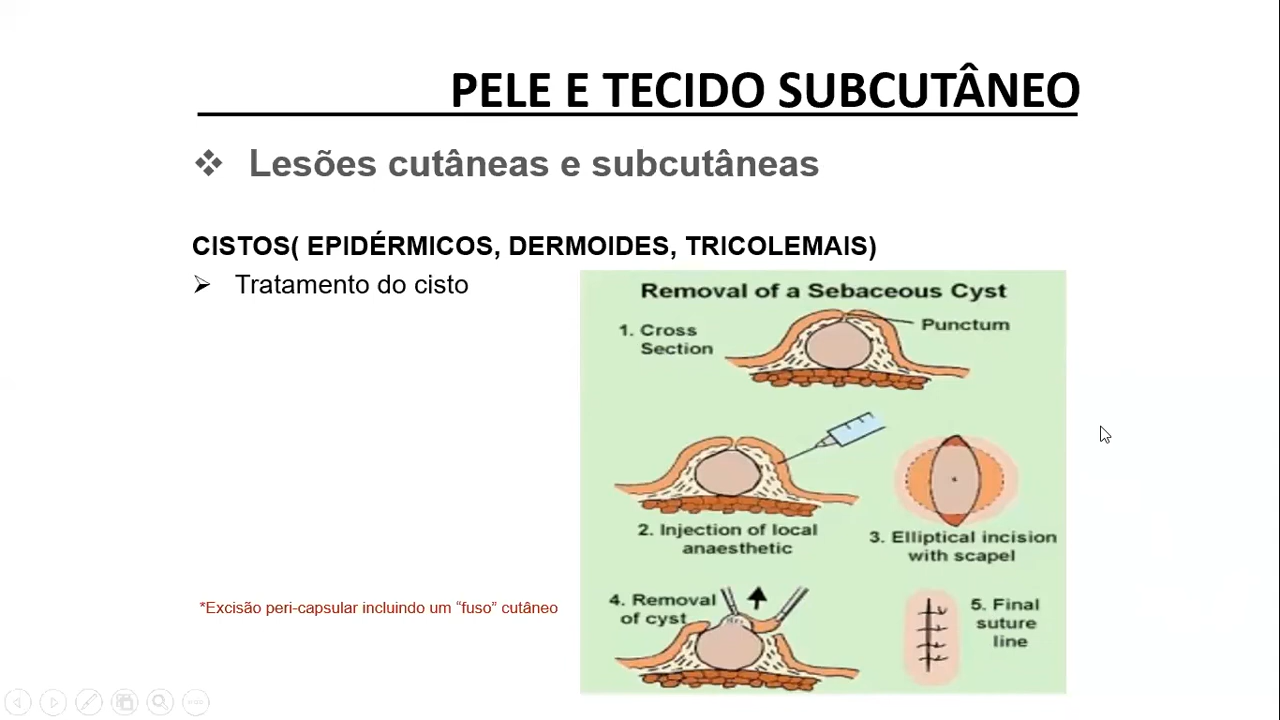 PELE E TECIDO SUBCUTÂNEO
❖ Lesões cutâneas e subcutâneas
CISTOS( EPIDÉRMICOS, DERMOIDES, TRICOLEMAIS)
➢ Tratamento do cisto
Removal of a Sebaceous Cyst
1. Cross
Section
Punctum
2. Injection of local
anaesthetic
3. Elliptical incision
with scapel
*Excisão peri-capsular incluindo um “fuso” cutâneo
4. Removal
of cyst
5. Final
suture
line